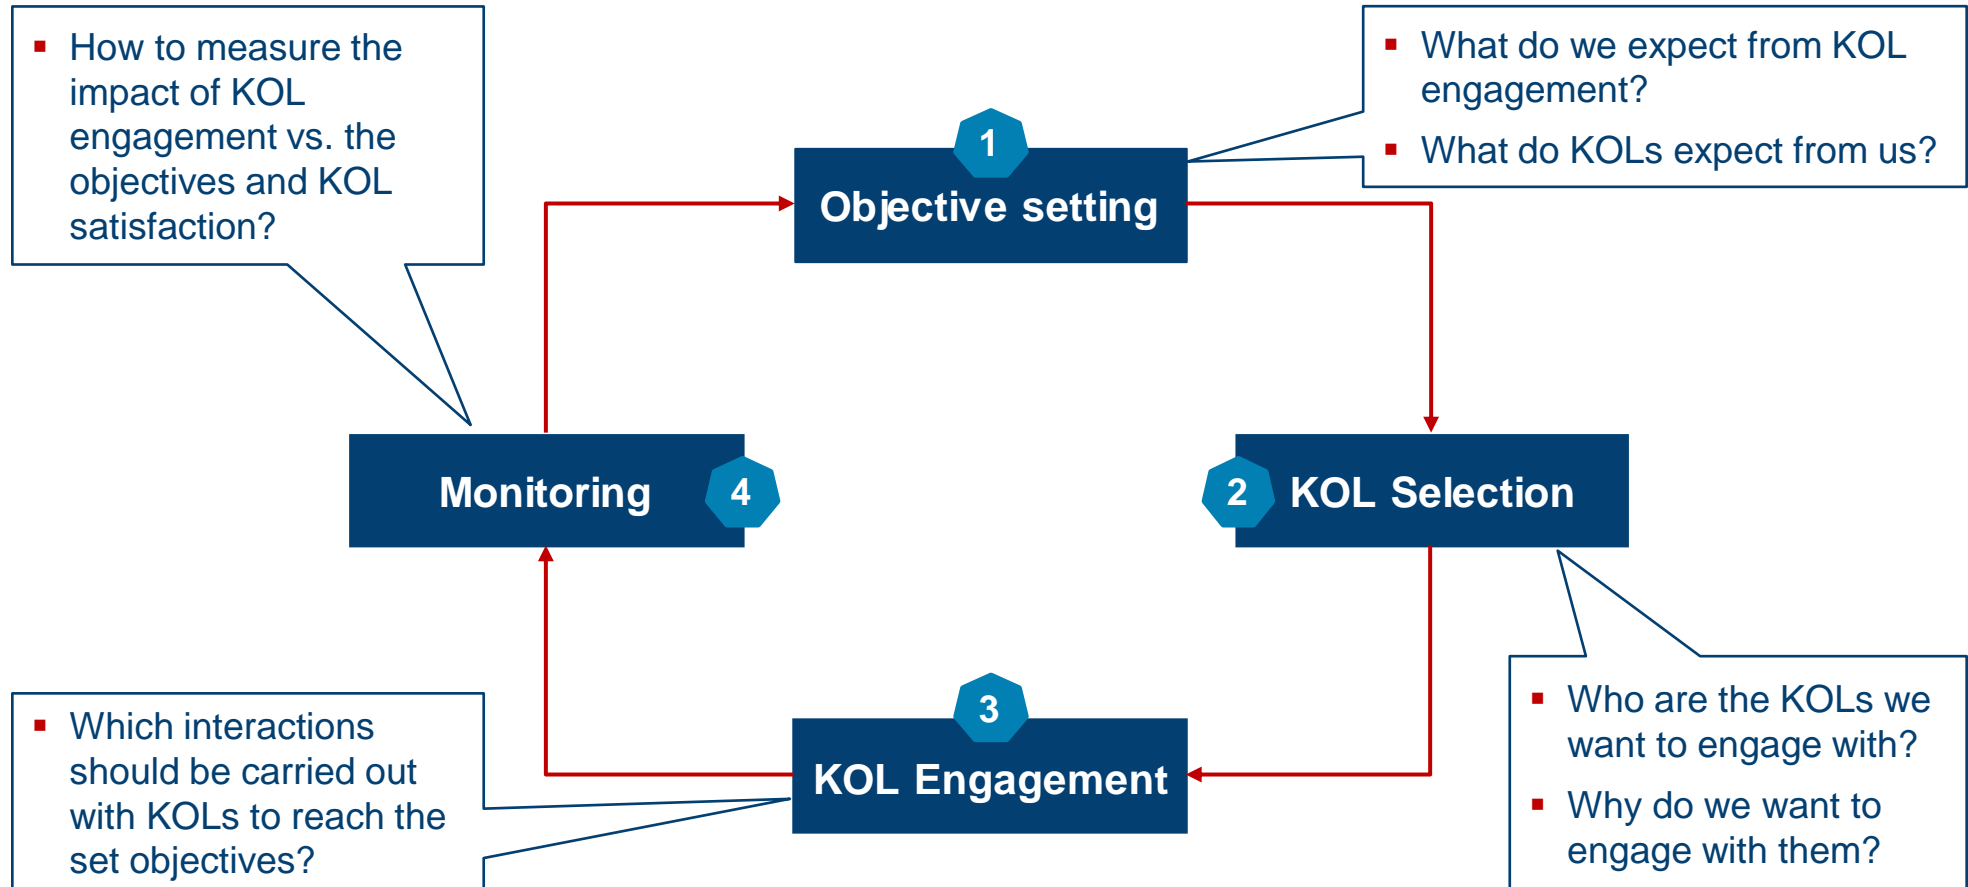 ▪ How to measure the
impact of KOL
engagement vs. the
objectives and KOL
satisfaction?
▪ What do we expect from KOL
engagement?
▪ What do KOLs expect from us?
1
Objective setting
Monitoring
4
2
KOL Selection
3
KOL Engagement
▪ Which interactions
should be carried out
with KOLs to reach the
set objectives?
▪ Who are the KOLs we
want to engage with?
▪ Why do we want to
engage with them?